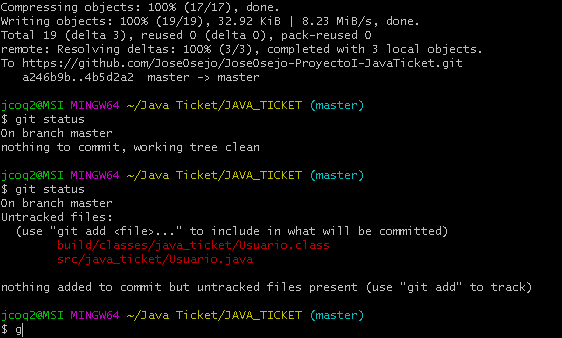 Compressing objects: 100% (17/17), done.
Writing objects: 100% (19/19), 32.92 KiB | 8.23 MiB/s, done.
Total 19 (delta 3), reused 0 (delta 0), pack-reused 0
remote: Resolving deltas: 100% (3/3), completed with 3 local objects.
To https://github.com/JoseOsejo/JoseOsejo-ProyectoI-JavaTicket.git
   a246b9b..4b5d2a2  master -> master

jcoq2@MSI MINGW64 ~/Java Ticket/JAVA_TICKET (master)
$ git status
On branch master
nothing to commit, working tree clean

jcoq2@MSI MINGW64 ~/Java Ticket/JAVA_TICKET (master)
$ git status
On branch master
Untracked files:
  (use "git add <file>..." to include in what will be committed)
        build/classes/java_ticket/Usuario.class
        src/java_ticket/Usuario.java

nothing added to commit but untracked files present (use "git add" to track)

jcoq2@MSI MINGW64 ~/Java Ticket/JAVA_TICKET (master)
$ g